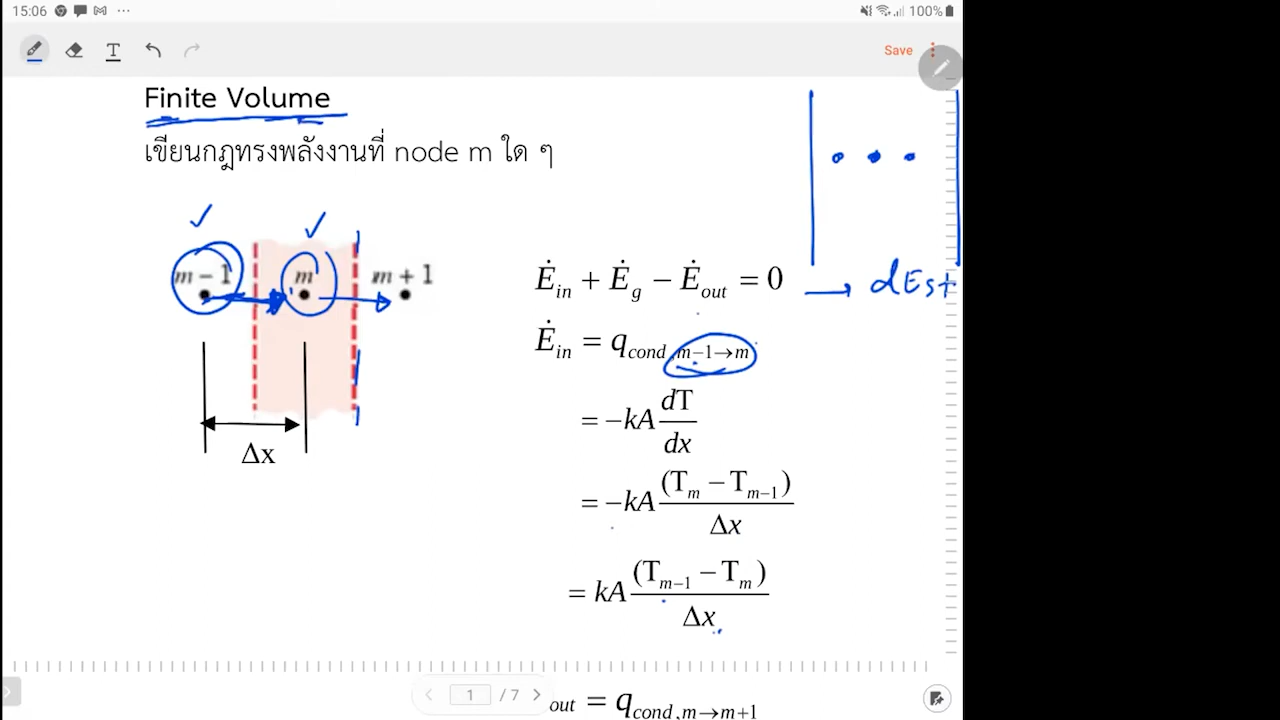 15:06
100%
Save
Finite Volume
เขียนกฎทรงพลังงานที่ node m ใด ๆ
m − 1 m m + 1
Δx
Ė_in + Ė_g − Ė_out = 0 → dEst
Ė_in = q_cond,m−1→m
= −kA dT/dx
= −kA (T_m − T_m−1)/Δx
= kA (T_m−1 − T_m)/Δx
1 / 7
out = q_cond,m→m+1